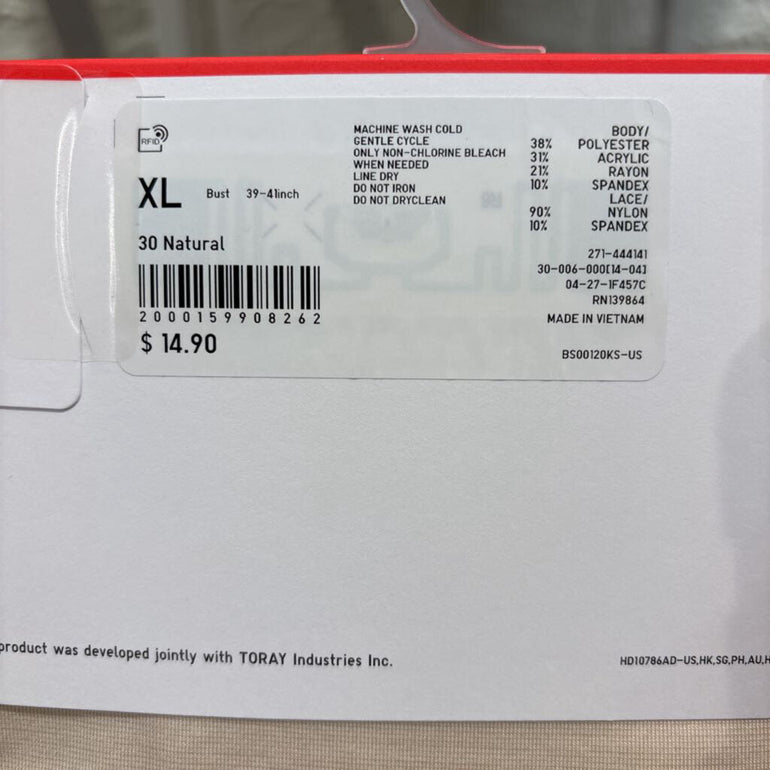 RFID
XL Bust 39-41inch
30 Natural
2000159908262
$ 14.90
MACHINE WASH COLD
GENTLE CYCLE
ONLY NON-CHLORINE BLEACH
WHEN NEEDED
LINE DRY
DO NOT IRON
DO NOT DRYCLEAN
BODY/
38% POLYESTER
31% ACRYLIC
21% RAYON
10% SPANDEX
LACE/
90% NYLON
10% SPANDEX
271-444141
30-006-000[14-04]
04-27-1F457C
RN139864
MADE IN VIETNAM
BS00120KS-US
product was developed jointly with TORAY Industries Inc.
HD10786AD-US,HK,SG,PH,AU,H